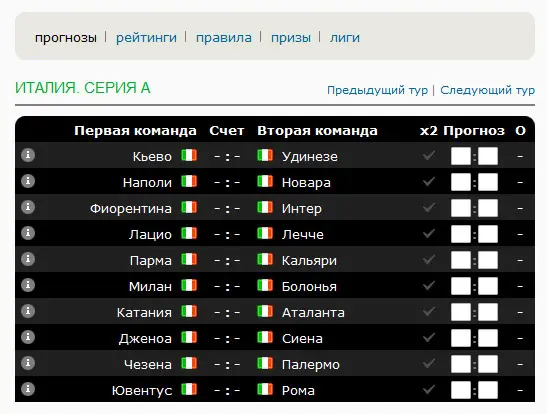 прогнозы | рейтинги | правила | призы | лиги
ИТАЛИЯ. СЕРИЯ А Предыдущий тур | Следующий тур
Первая команда Счет Вторая команда x2 Прогноз О
Кьево - : - Удинезе : -
Наполи - : - Новара : -
Фиорентина - : - Интер : -
Лацио - : - Лечче : -
Парма - : - Кальяри : -
Милан - : - Болонья : -
Катания - : - Аталанта : -
Дженоа - : - Сиена : -
Чезена - : - Палермо : -
Ювентус - : - Рома : -